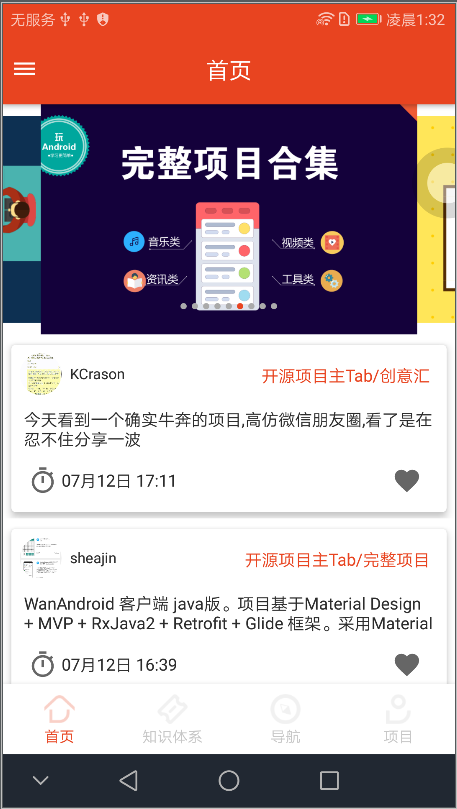 无服务 凌晨1:32
首页
玩
Android
完整项目合集
音乐类 视频类
资讯类 工具类
KCrason 开源项目主Tab/创意汇
今天看到一个确实牛奔的项目,高仿微信朋友圈,看了是在
忍不住分享一波
07月12日 17:11
sheajin 开源项目主Tab/完整项目
WanAndroid 客户端 java版。项目基于Material Design
+ MVP + RxJava2 + Retrofit + Glide 框架。采用Material
07月12日 16:39
首页 知识体系 导航 项目